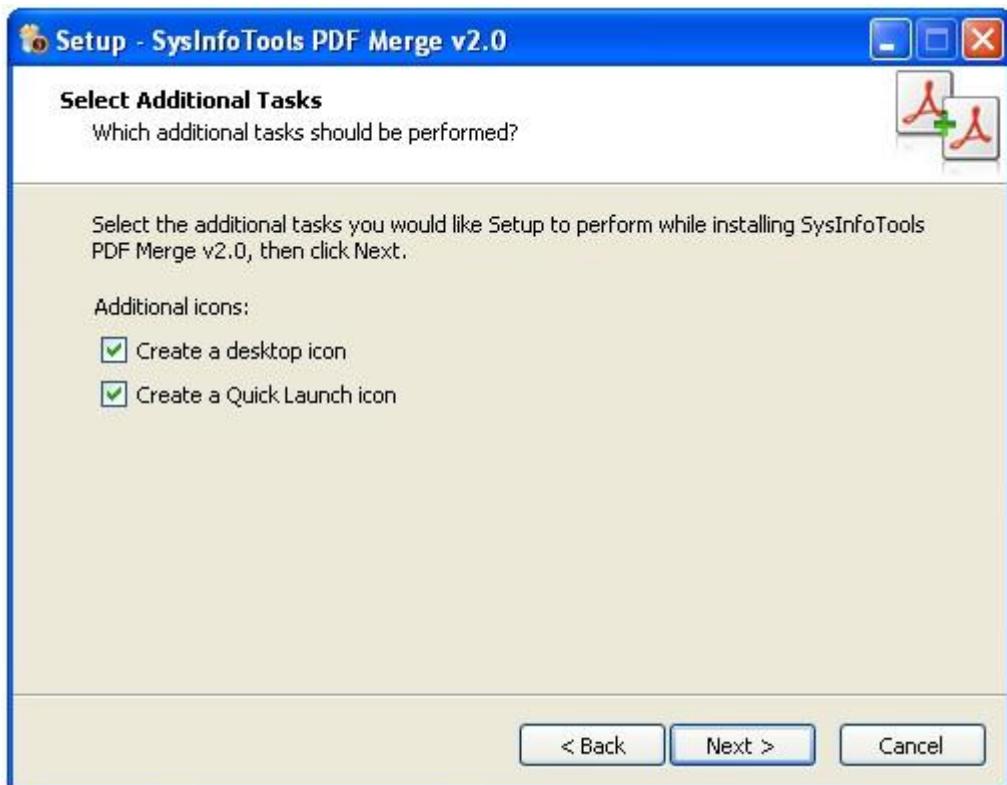 Setup - SysInfoTools PDF Merge v2.0
Select Additional Tasks
Which additional tasks should be performed?
Select the additional tasks you would like Setup to perform while installing SysInfoTools
PDF Merge v2.0, then click Next.
Additional icons:
Create a desktop icon
Create a Quick Launch icon
< Back Next > Cancel